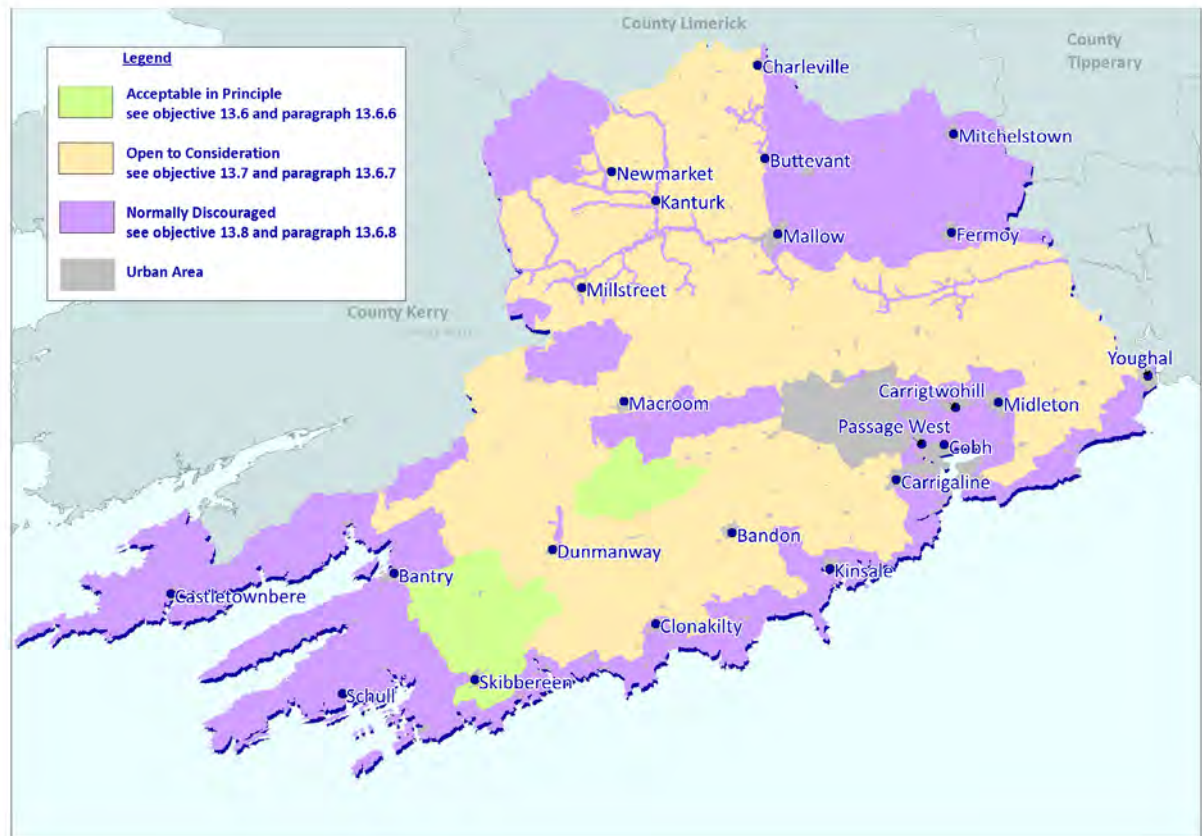 County Limerick
County
Tipperary
Legend
Acceptable in Principle
see objective 13.6 and paragraph 13.6.6
Open to Consideration
see objective 13.7 and paragraph 13.6.7
Normally Discouraged
see objective 13.8 and paragraph 13.6.8
Urban Area
Charleville
Mitchelstown
Buttevant
Newmarket
Kanturk
Mallow
Fermoy
Millstreet
County Kerry
Youghal
Carrigtwohill
Macroom
Midleton
Passage West
Cobh
Carrigaline
Bandon
Dunmanway
Kinsale
Bantry
Castletownbere
Clonakilty
Skibbereen
Schull